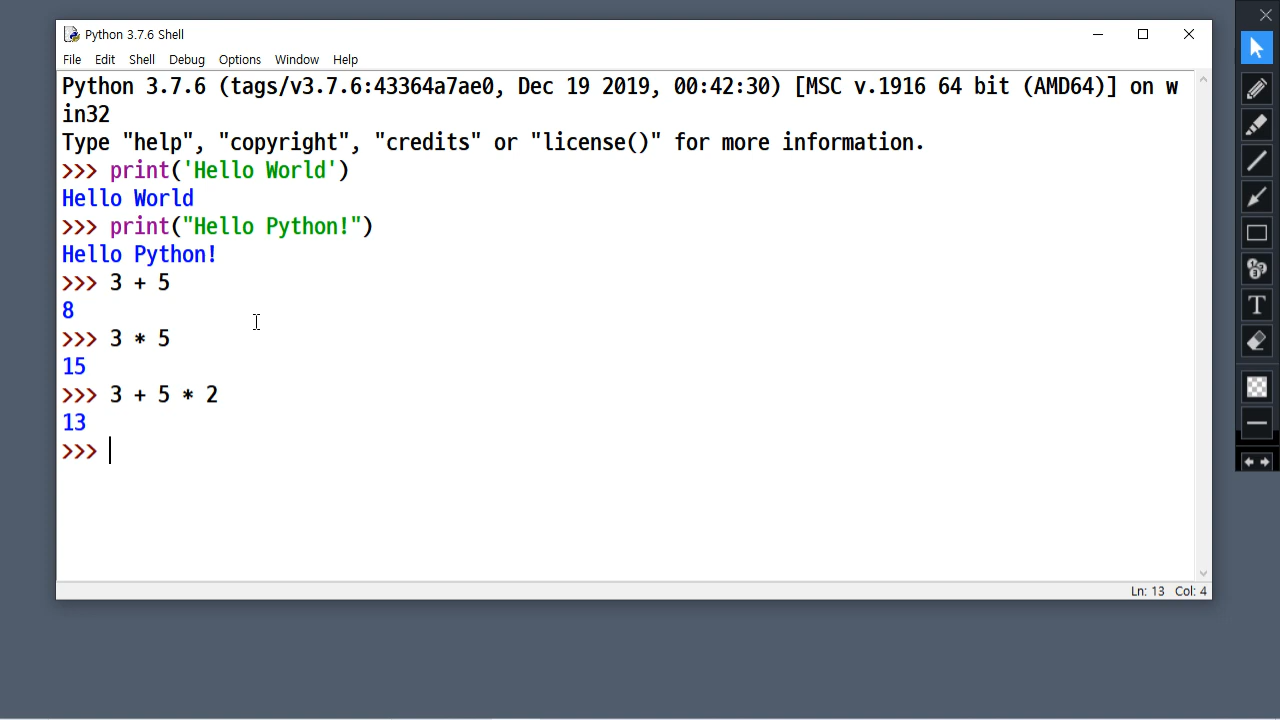 Python 3.7.6 Shell
File Edit Shell Debug Options Window Help
Python 3.7.6 (tags/v3.7.6:43364a7ae0, Dec 19 2019, 00:42:30) [MSC v.1916 64 bit (AMD64)] on w
in32
Type "help", "copyright", "credits" or "license()" for more information.
>>> print('Hello World')
Hello World
>>> print("Hello Python!")
Hello Python!
>>> 3 + 5
8
>>> 3 * 5
15
>>> 3 + 5 * 2
13
>>>
Ln: 13 Col: 4
T